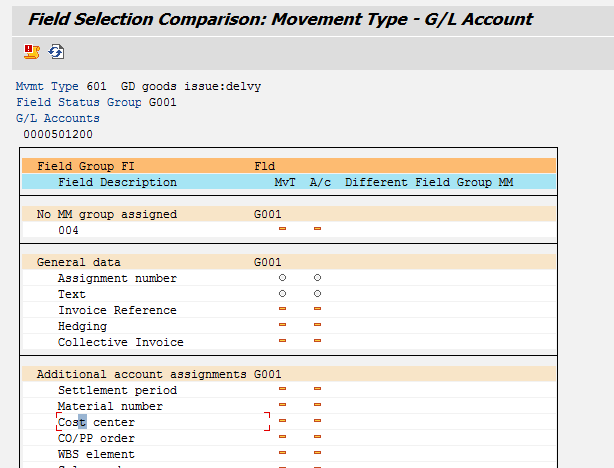 Field Selection Comparison: Movement Type - G/L Account
Mvmt Type 601 GD goods issue:delvy
Field Status Group G001
G/L Accounts
0000501200
Field Group FI Fld
Field Description MvT A/c Different Field Group MM
No MM group assigned G001
004
General data G001
Assignment number
Text
Invoice Reference
Hedging
Collective Invoice
Additional account assignments G001
Settlement period
Material number
Cost center
CO/PP order
WBS element